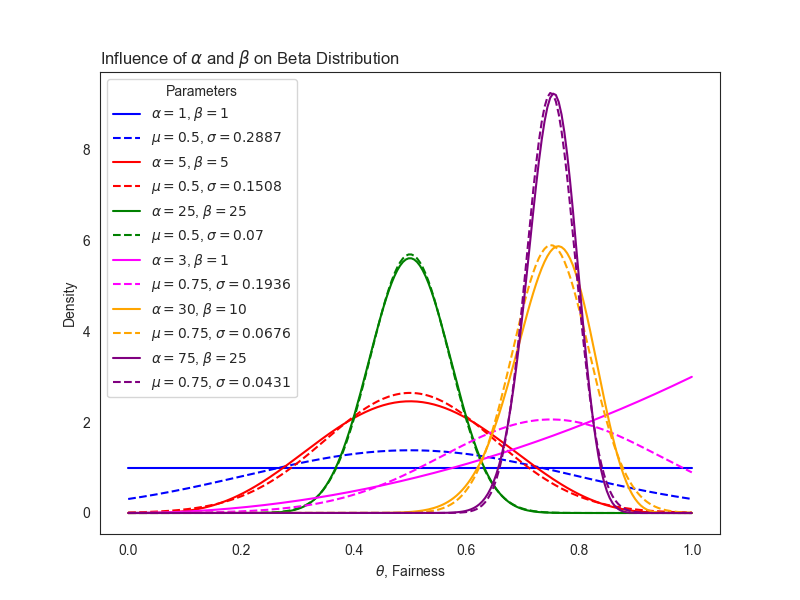 Influence of α and β on Beta Distribution
Parameters
α = 1, β = 1
μ = 0.5, σ = 0.2887
α = 5, β = 5
μ = 0.5, σ = 0.1508
α = 25, β = 25
μ = 0.5, σ = 0.07
α = 3, β = 1
μ = 0.75, σ = 0.1936
α = 30, β = 10
μ = 0.75, σ = 0.0676
α = 75, β = 25
μ = 0.75, σ = 0.0431
Density
8
6
4
2
0
0.0 0.2 0.4 0.6 0.8 1.0
θ, Fairness